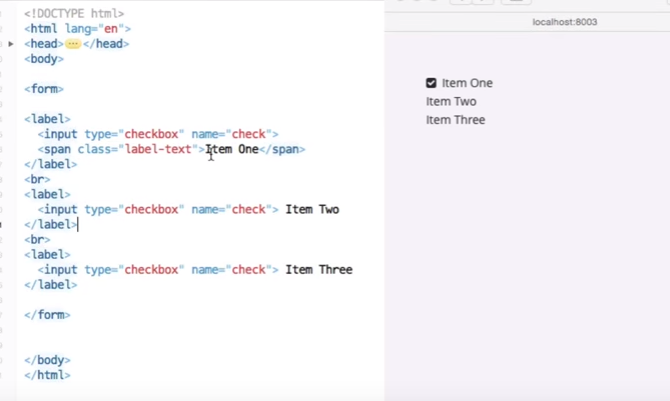 <!DOCTYPE html>
<html lang="en">
<head>…</head>
<body>
<form>
<label>
<input type="checkbox" name="check">
<span class="label-text">Item One</span>
</label>
<br>
<label>
<input type="checkbox" name="check"> Item Two
</label>
<br>
<label>
<input type="checkbox" name="check"> Item Three
</label>
</form>
</body>
</html>
localhost:8003
Item One
Item Two
Item Three